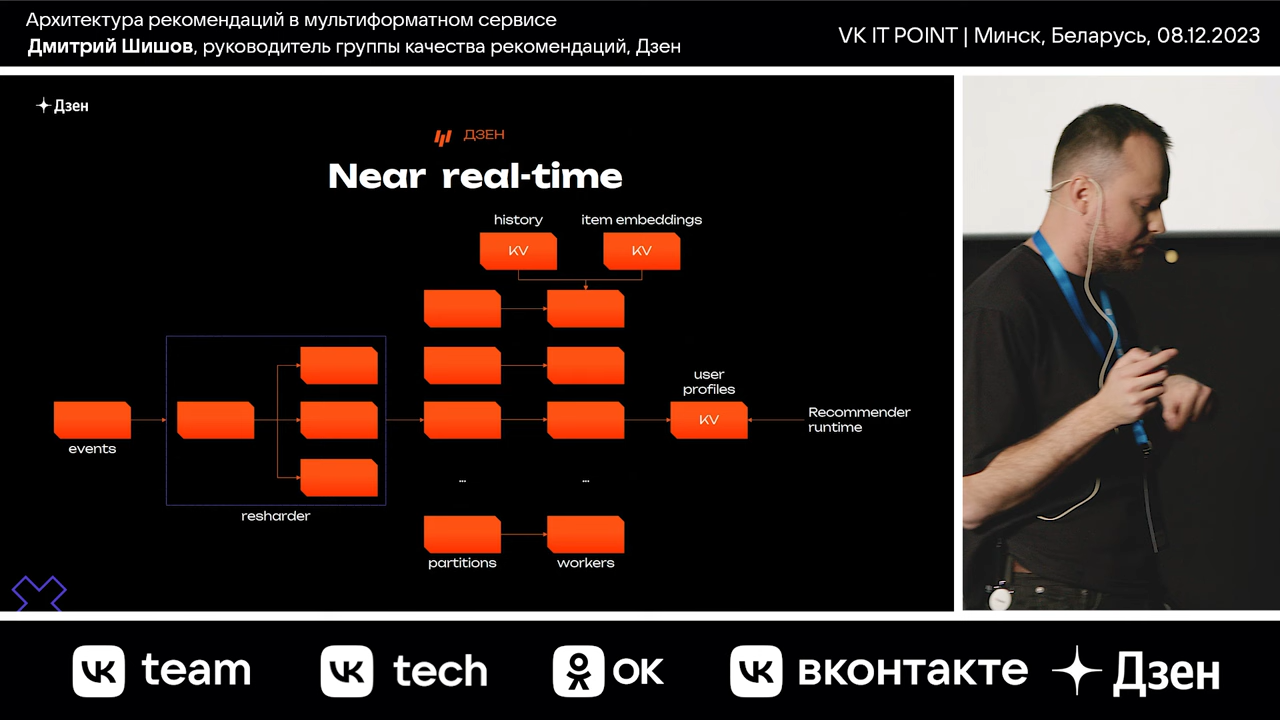 Архитектура рекомендаций в мультиформатном сервисе
Дмитрий Шишов, руководитель группы качества рекомендаций, Дзен
VK IT POINT | Минск, Беларусь, 08.12.2023
Дзен
ДЗЕН
Near real-time
history
item embeddings
KV
KV
user
profiles
KV
Recommender
runtime
events
...
...
resharder
partitions
workers
team
tech
ОК
ВКОНТАКТЕ
Дзен